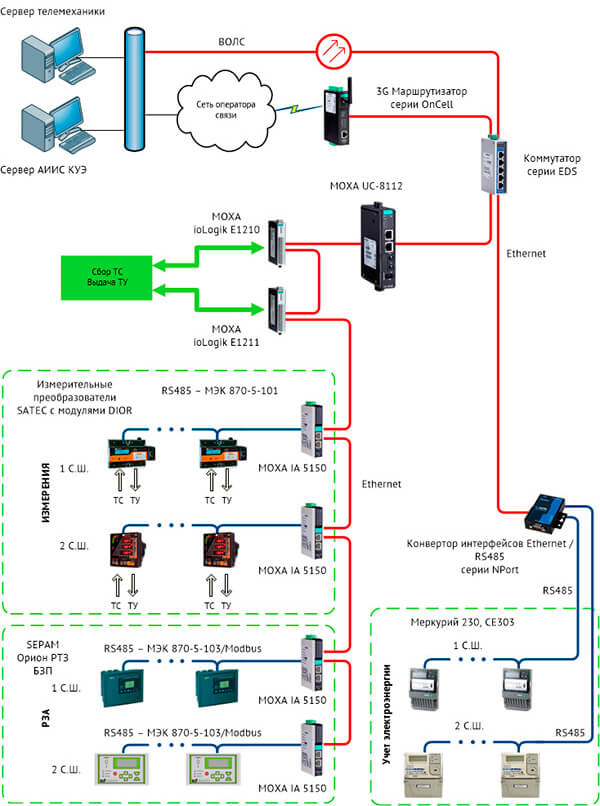 Сервер телемеханики
ВОЛС
Сеть оператора
связи
3G Маршрутизатор
серии OnCell
Сервер АИИС КУЭ
Коммутатор
серии EDS
MOXA UC-8112
MOXA
ioLogik E1210
Ethernet
Сбор ТС
Выдача ТУ
MOXA
ioLogik E1211
Измерительные
преобразователи
SATEC с модулями DIOR
RS485 – МЭК 870-5-101
ИЗМЕРЕНИЯ
1 С.Ш.
MOXA IA 5150
ТС ТУ
ТС ТУ
Ethernet
2 С.Ш.
MOXA IA 5150
ТС ТУ
ТС ТУ
Конвертор интерфейсов Ethernet /
RS485
серии NPort
RS485
SEPAM
Орион РТЗ
БЗП
RS485 – МЭК 870-5-103/Modbus
1 С.Ш.
MOXA IA 5150
РЗА
RS485 – МЭК 870-5-103/Modbus
2 С.Ш.
MOXA IA 5150
Меркурий 230, СЕ303
1 С.Ш.
Учет электроэнергии
2 С.Ш.
RS485